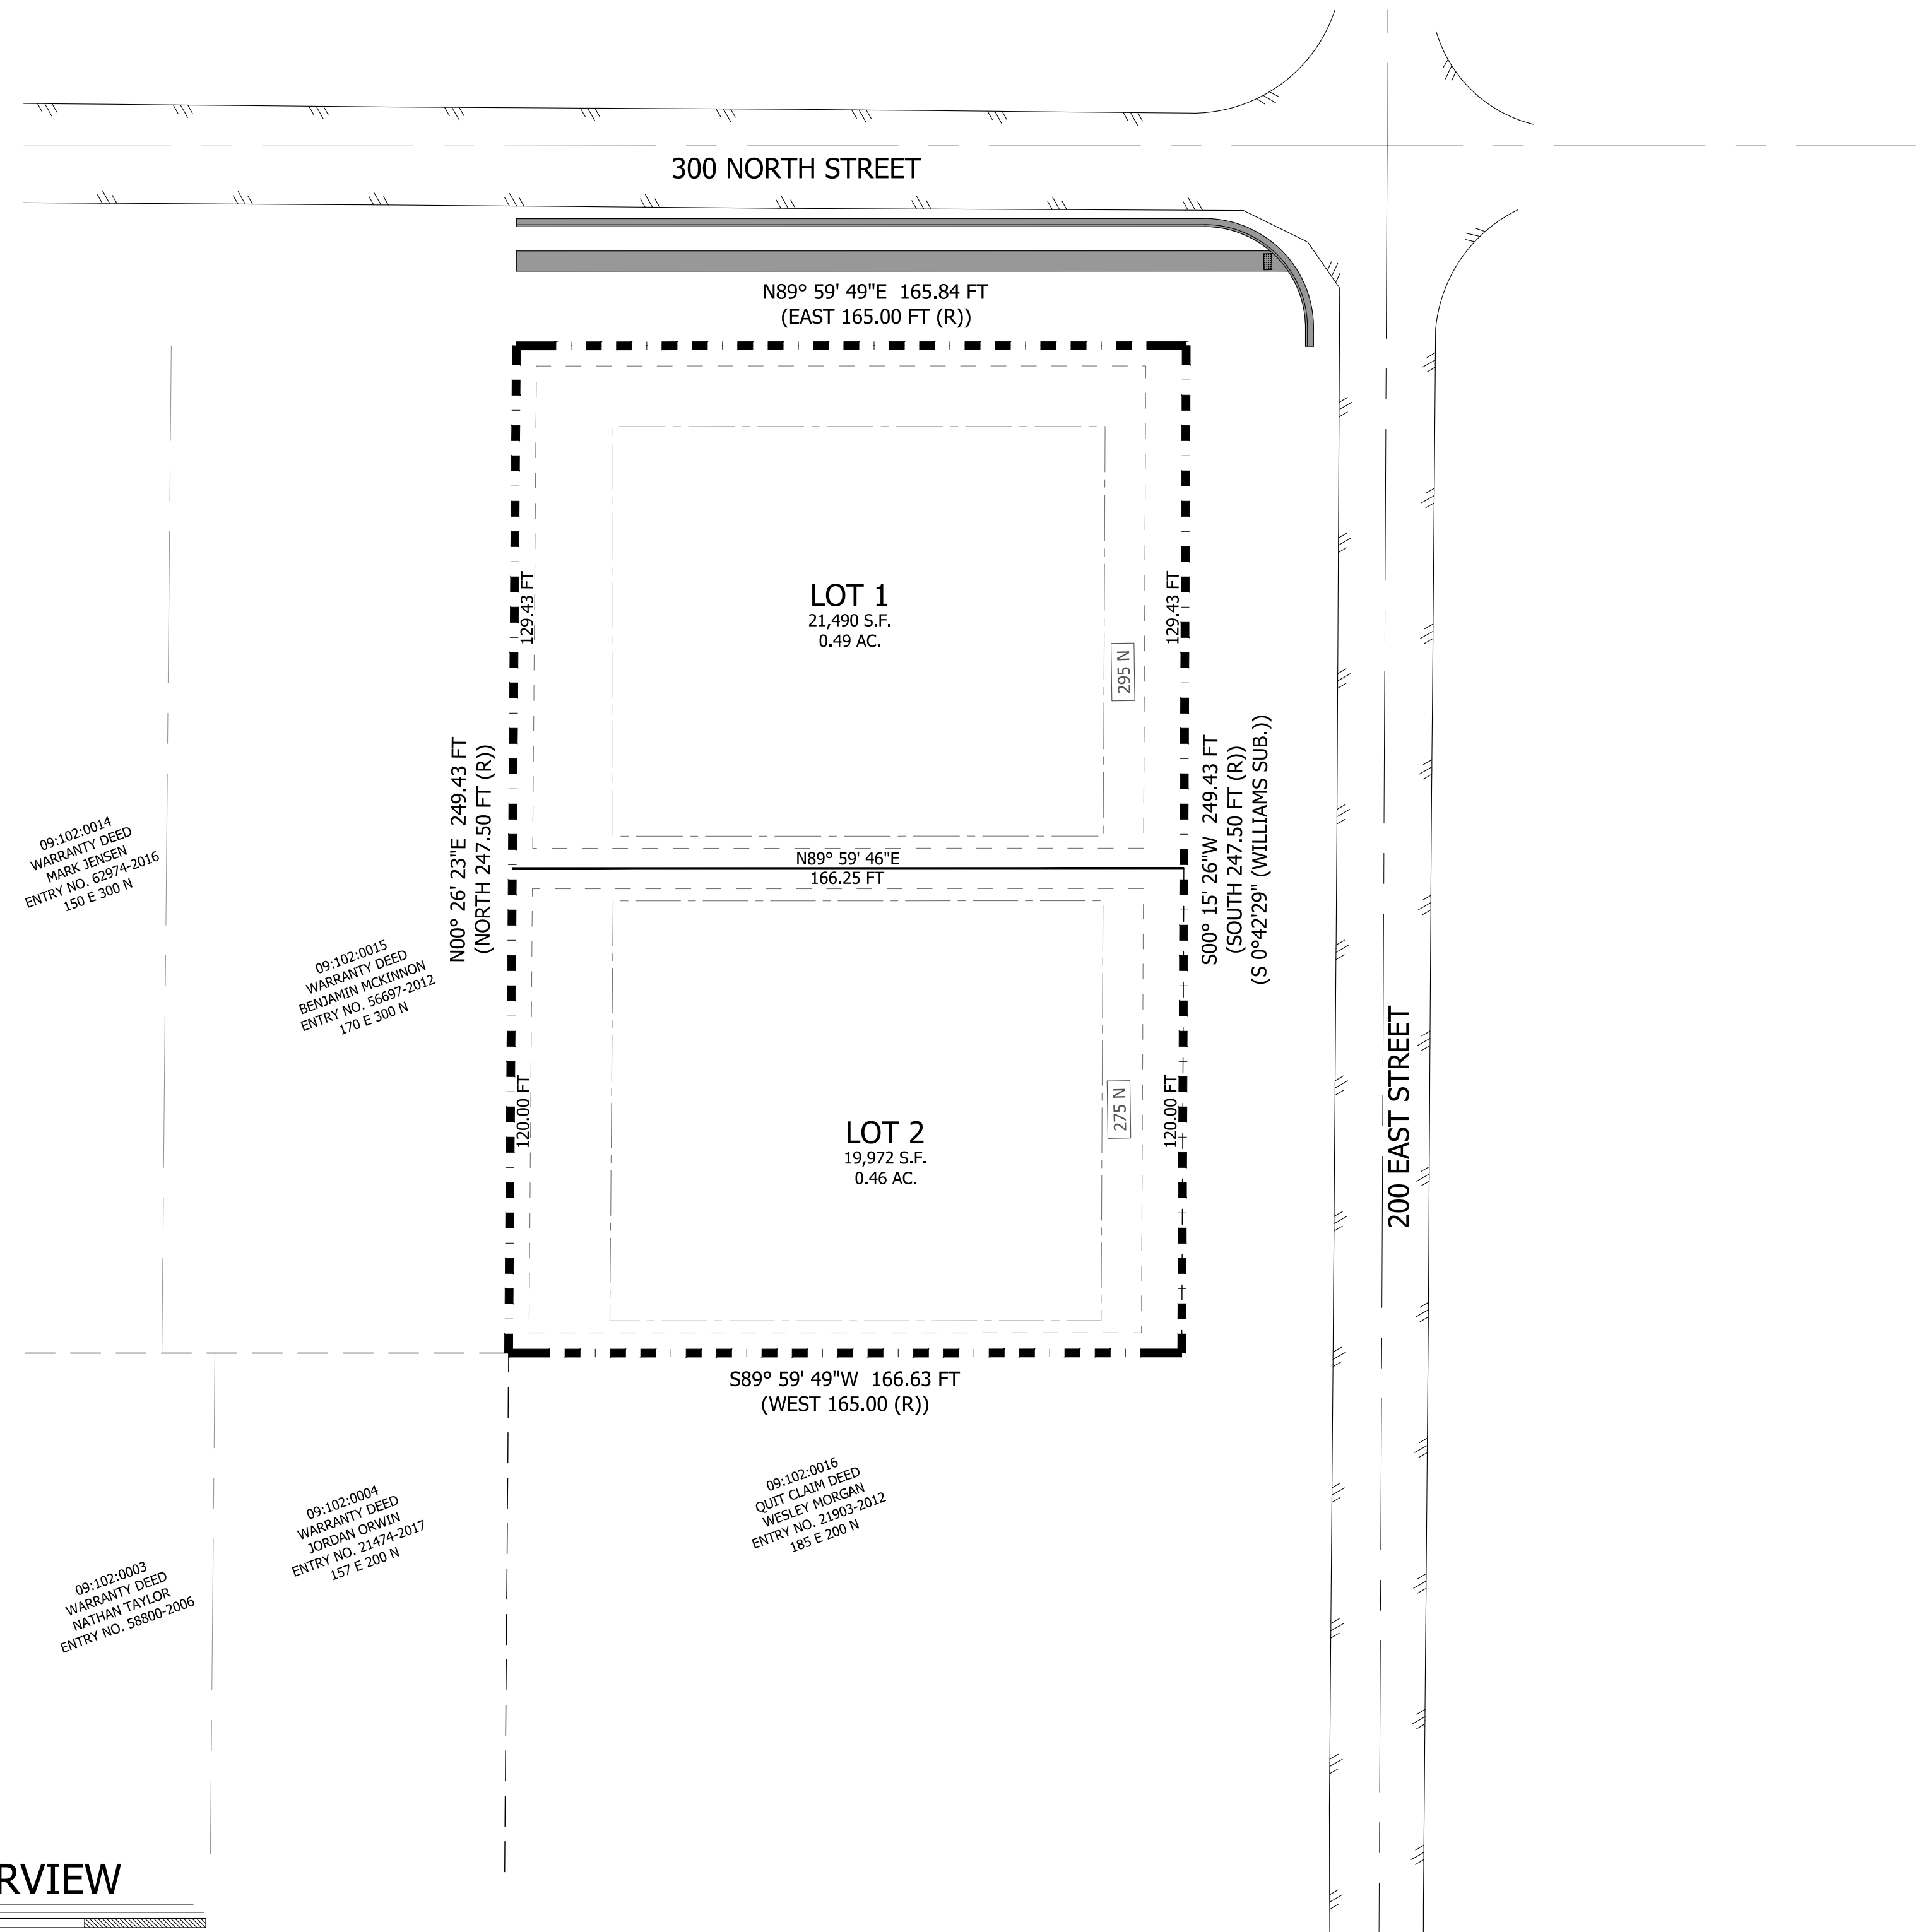 300 NORTH STREET
N89° 59' 49"E 165.84 FT
(EAST 165.00 FT (R))
129.43 FT
129.43 FT
LOT 1
21,490 S.F.
0.49 AC.
295 N
N00° 26' 23"E 249.43 FT
(NORTH 247.50 FT (R))
S00° 15' 26"W 249.43 FT
(SOUTH 247.50 FT (R))
(S 0°42'29" (WILLIAMS SUB.))
09:102:0014
WARRANTY DEED
MARK JENSEN
ENTRY NO. 62974-2016
150 E 300 N
N89° 59' 46"E
166.25 FT
09:102:0015
WARRANTY DEED
BENJAMIN MCKINNON
ENTRY NO. 56697-2012
170 E 300 N
120.00 FT
120.00 FT
275 N
LOT 2
19,972 S.F.
0.46 AC.
200 EAST STREET
S89° 59' 49"W 166.63 FT
(WEST 165.00 (R))
09:102:0016
QUIT CLAIM DEED
WESLEY MORGAN
ENTRY NO. 21903-2012
185 E 200 N
09:102:0004
WARRANTY DEED
JORDAN ORWIN
ENTRY NO. 21474-2017
157 E 200 N
09:102:0003
WARRANTY DEED
NATHAN TAYLOR
ENTRY NO. 58800-2006
RVIEW